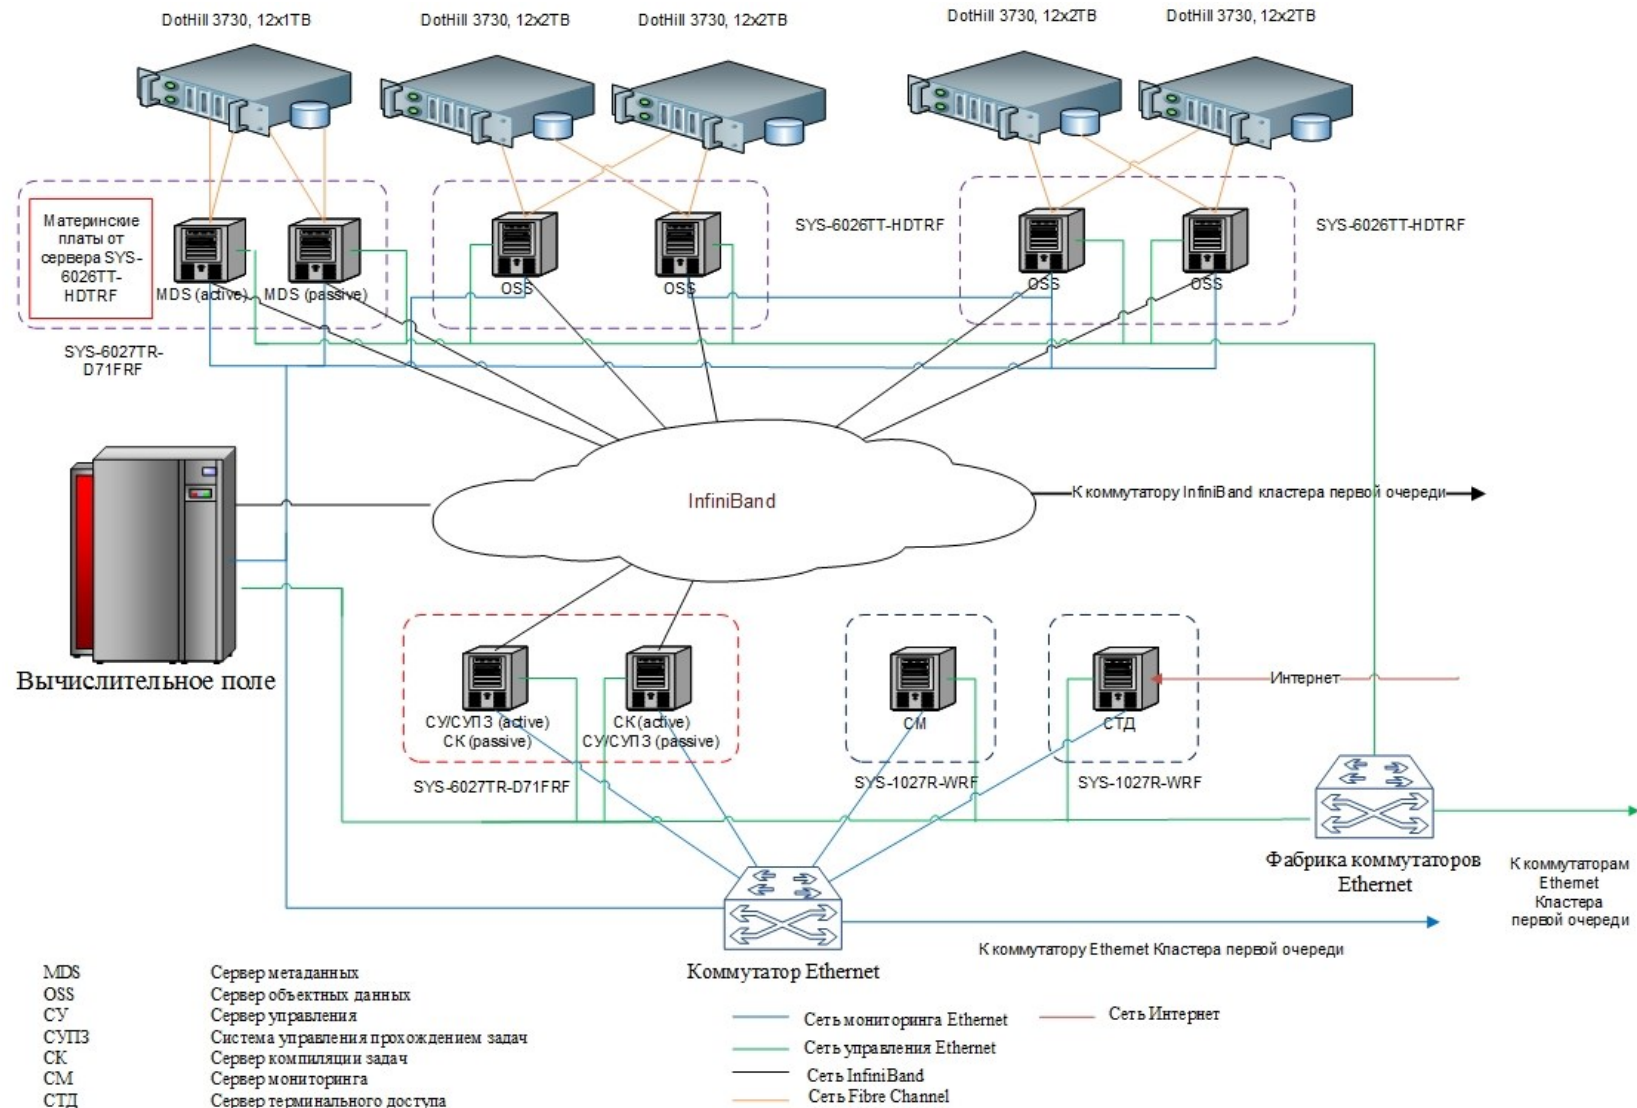 DotHill 3730, 12x1TB
DotHill 3730, 12x2TB
DotHill 3730, 12x2TB
DotHill 3730, 12x2TB
DotHill 3730, 12x2TB
Материнские
платы от
сервера SYS-
6026TT-
HDTRF
MDS (active)
MDS (passive)
OSS
OSS
SYS-6026TT-HDTRF
OSS
OSS
SYS-6026TT-HDTRF
SYS-6027TR-
D71FRF
InfiniBand
К коммутатору InfiniBand кластера первой очереди
Вычислительное поле
СУ/СУПЗ (active)
СК (passive)
СК (active)
СУ/СУПЗ (passive)
SYS-6027TR-D71FRF
СМ
SYS-1027R-WRF
СТД
SYS-1027R-WRF
Интернет
Фабрика коммутаторов
Ethernet
К коммутаторам
Ethernet
Кластера
первой очереди
К коммутатору Ethernet Кластера первой очереди
Коммутатор Ethernet
MDS Сервер метаданных
OSS Сервер объектных данных
СУ Сервер управления
СУПЗ Система управления прохождением задач
СК Сервер компиляции задач
СМ Сервер мониторинга
СТД Сервер терминального доступа
Сеть мониторинга Ethernet
Сеть управления Ethernet
Сеть InfiniBand
Сеть Fibre Channel
Сеть Интернет